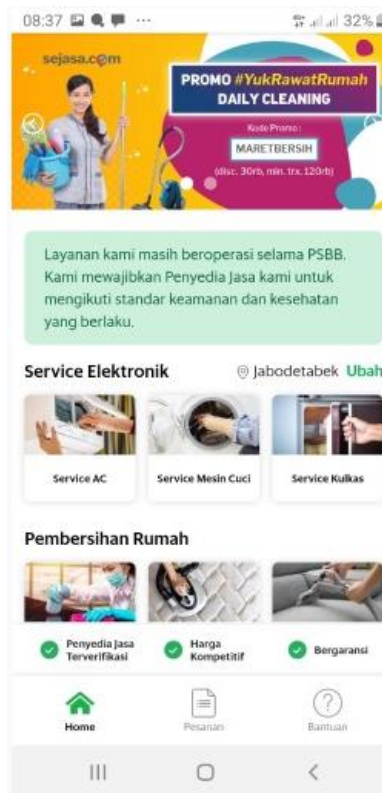 08:37
32%
sejasa.com
PROMO #YukRawatRumah
DAILY CLEANING
Kode Promo :
MARETBERSIH
(disc. 30rb, min. trx. 120rb)
Layanan kami masih beroperasi selama PSBB.
Kami mewajibkan Penyedia Jasa kami untuk
mengikuti standar keamanan dan kesehatan
yang berlaku.
Service Elektronik
Jabodetabek Ubah
Service AC
Service Mesin Cuci
Service Kulkas
Pembersihan Rumah
Penyedia Jasa
Terverifikasi
Harga
Kompetitif
Bergaransi
Home
Pesanan
Bantuan